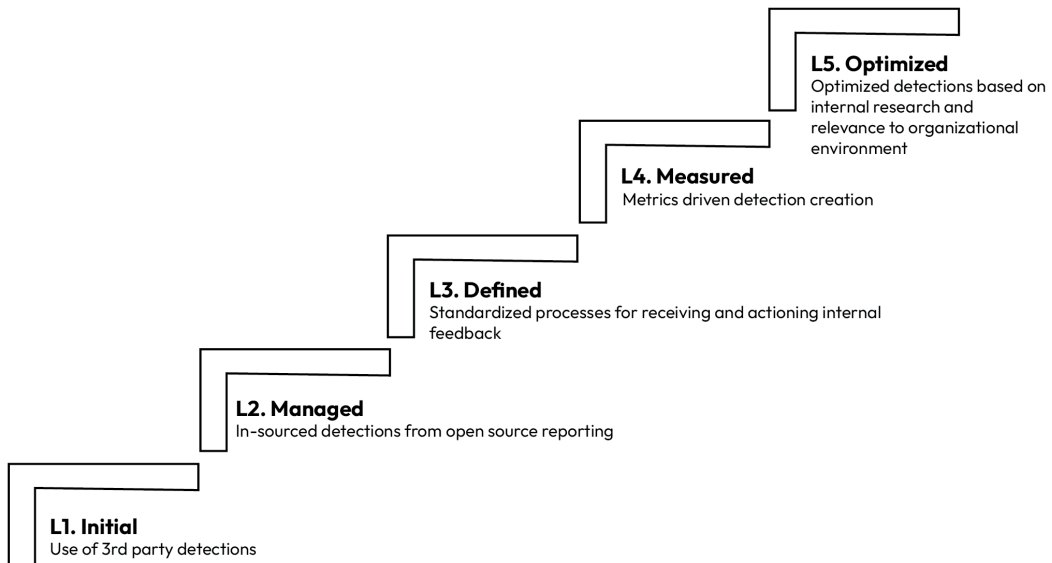 L5. Optimized
Optimized detections based on
internal research and
relevance to organizational
environment
L4. Measured
Metrics driven detection creation
L3. Defined
Standardized processes for receiving and actioning internal
feedback
L2. Managed
In-sourced detections from open source reporting
L1. Initial
Use of 3rd party detections